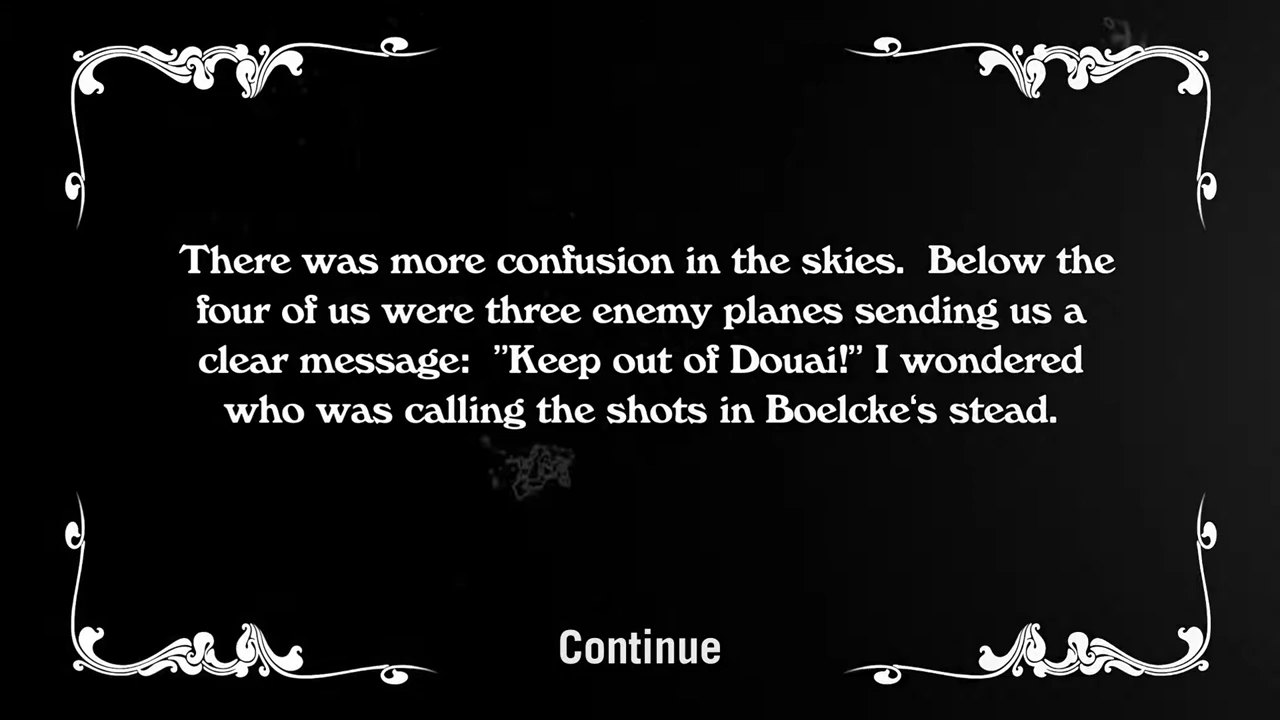 There was more confusion in the skies.  Below the
four of us were three enemy planes sending us a
clear message:  ”Keep out of Douai!” I wondered
who was calling the shots in Boelcke‘s stead.
Continue